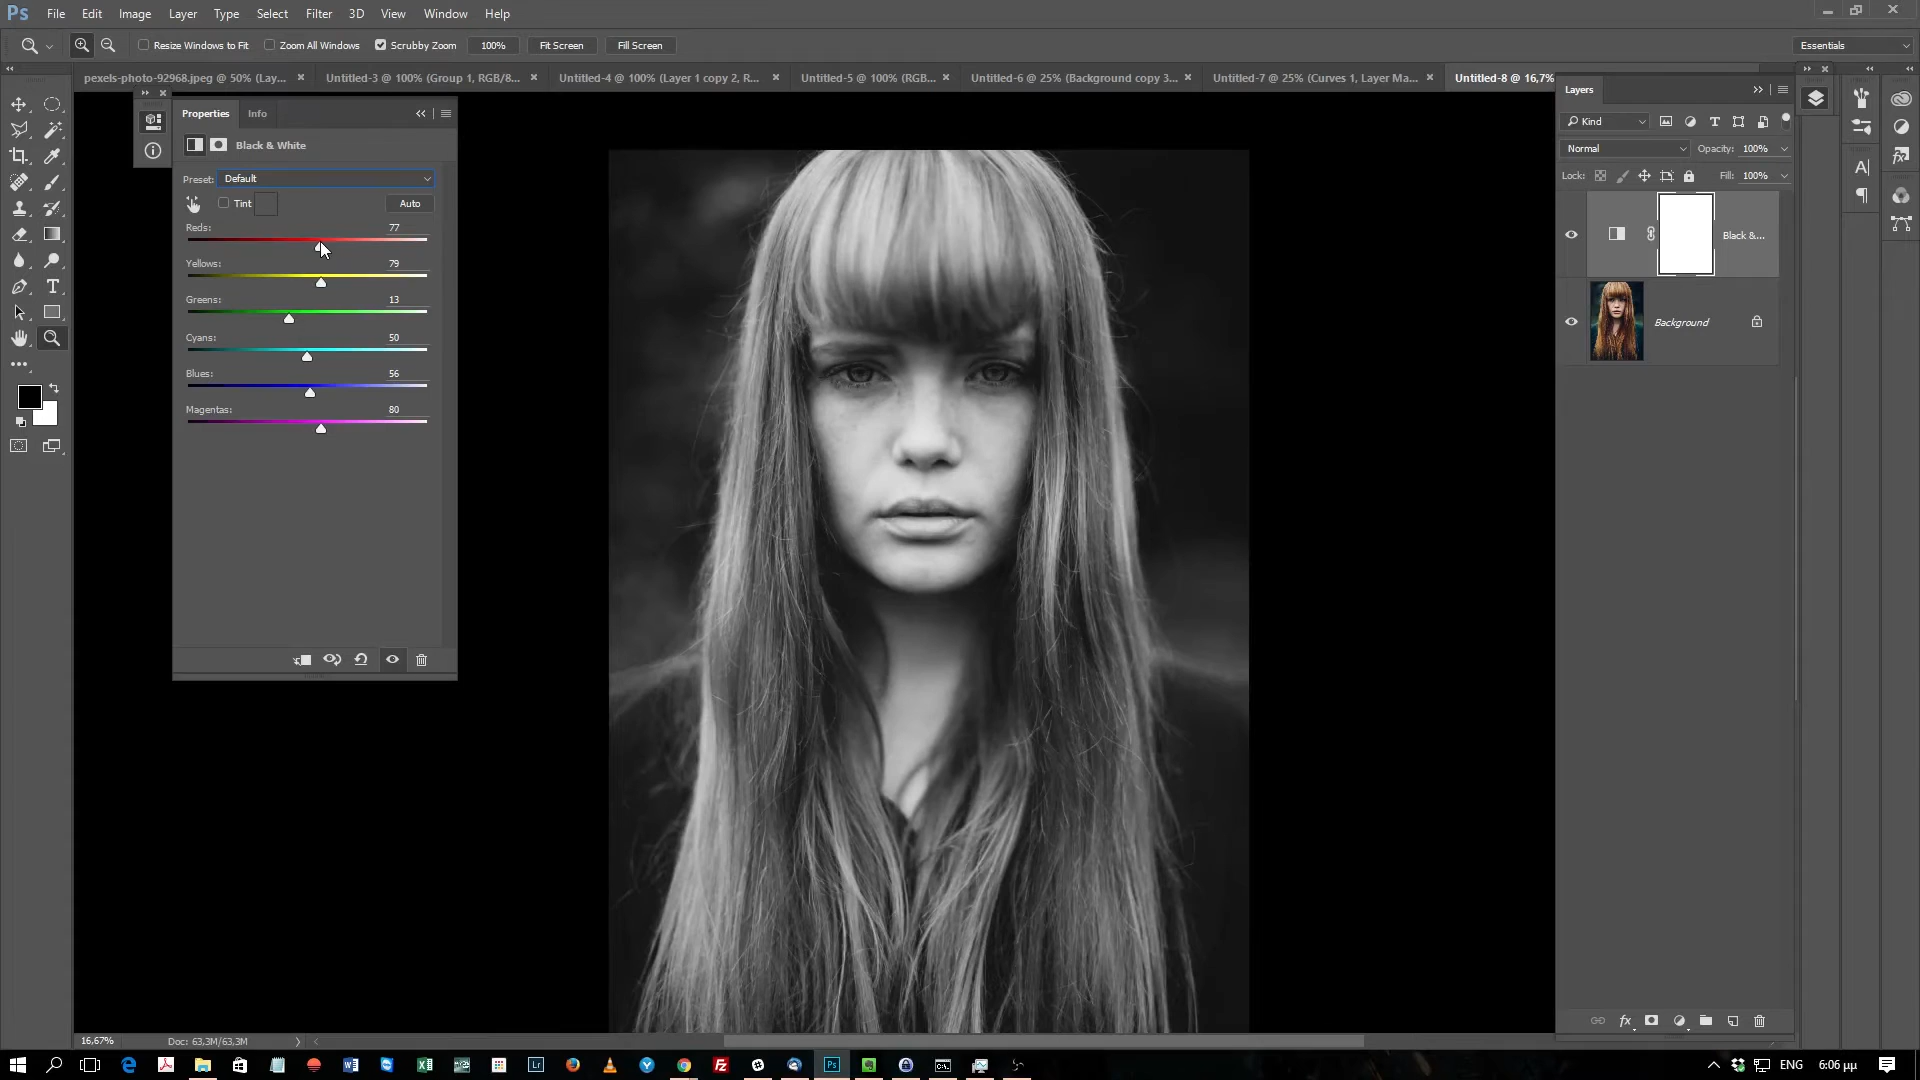 Ps File Edit Image Layer Type Select Filter 3D View Window Help
Resize Windows to Fit Zoom All Windows Scrubby Zoom 100% Fit Screen Fill Screen Essentials
pexels-photo-92968.jpeg @ 50% (Lay... Untitled-3 @ 100% (Group 1, RGB/8... Untitled-4 @ 100% (Layer 1 copy 2, R... Untitled-5 @ 100% (RGB... Untitled-6 @ 25% (Background copy 3... Untitled-7 @ 25% (Curves 1, Layer Ma... Untitled-8 @ 16,7%
Layers
Properties Info
Kind
Black & White
Normal Opacity: 100%
Preset: Default
Lock: Fill: 100%
Tint Auto
Reds: 77
Black &...
Yellows: 79
Greens: 13
Background
Cyans: 50
Blues: 56
Magentas: 80
fx
16,67% Doc: 63,3M/63,3M
Lr Ps ENG 6:06 μμ